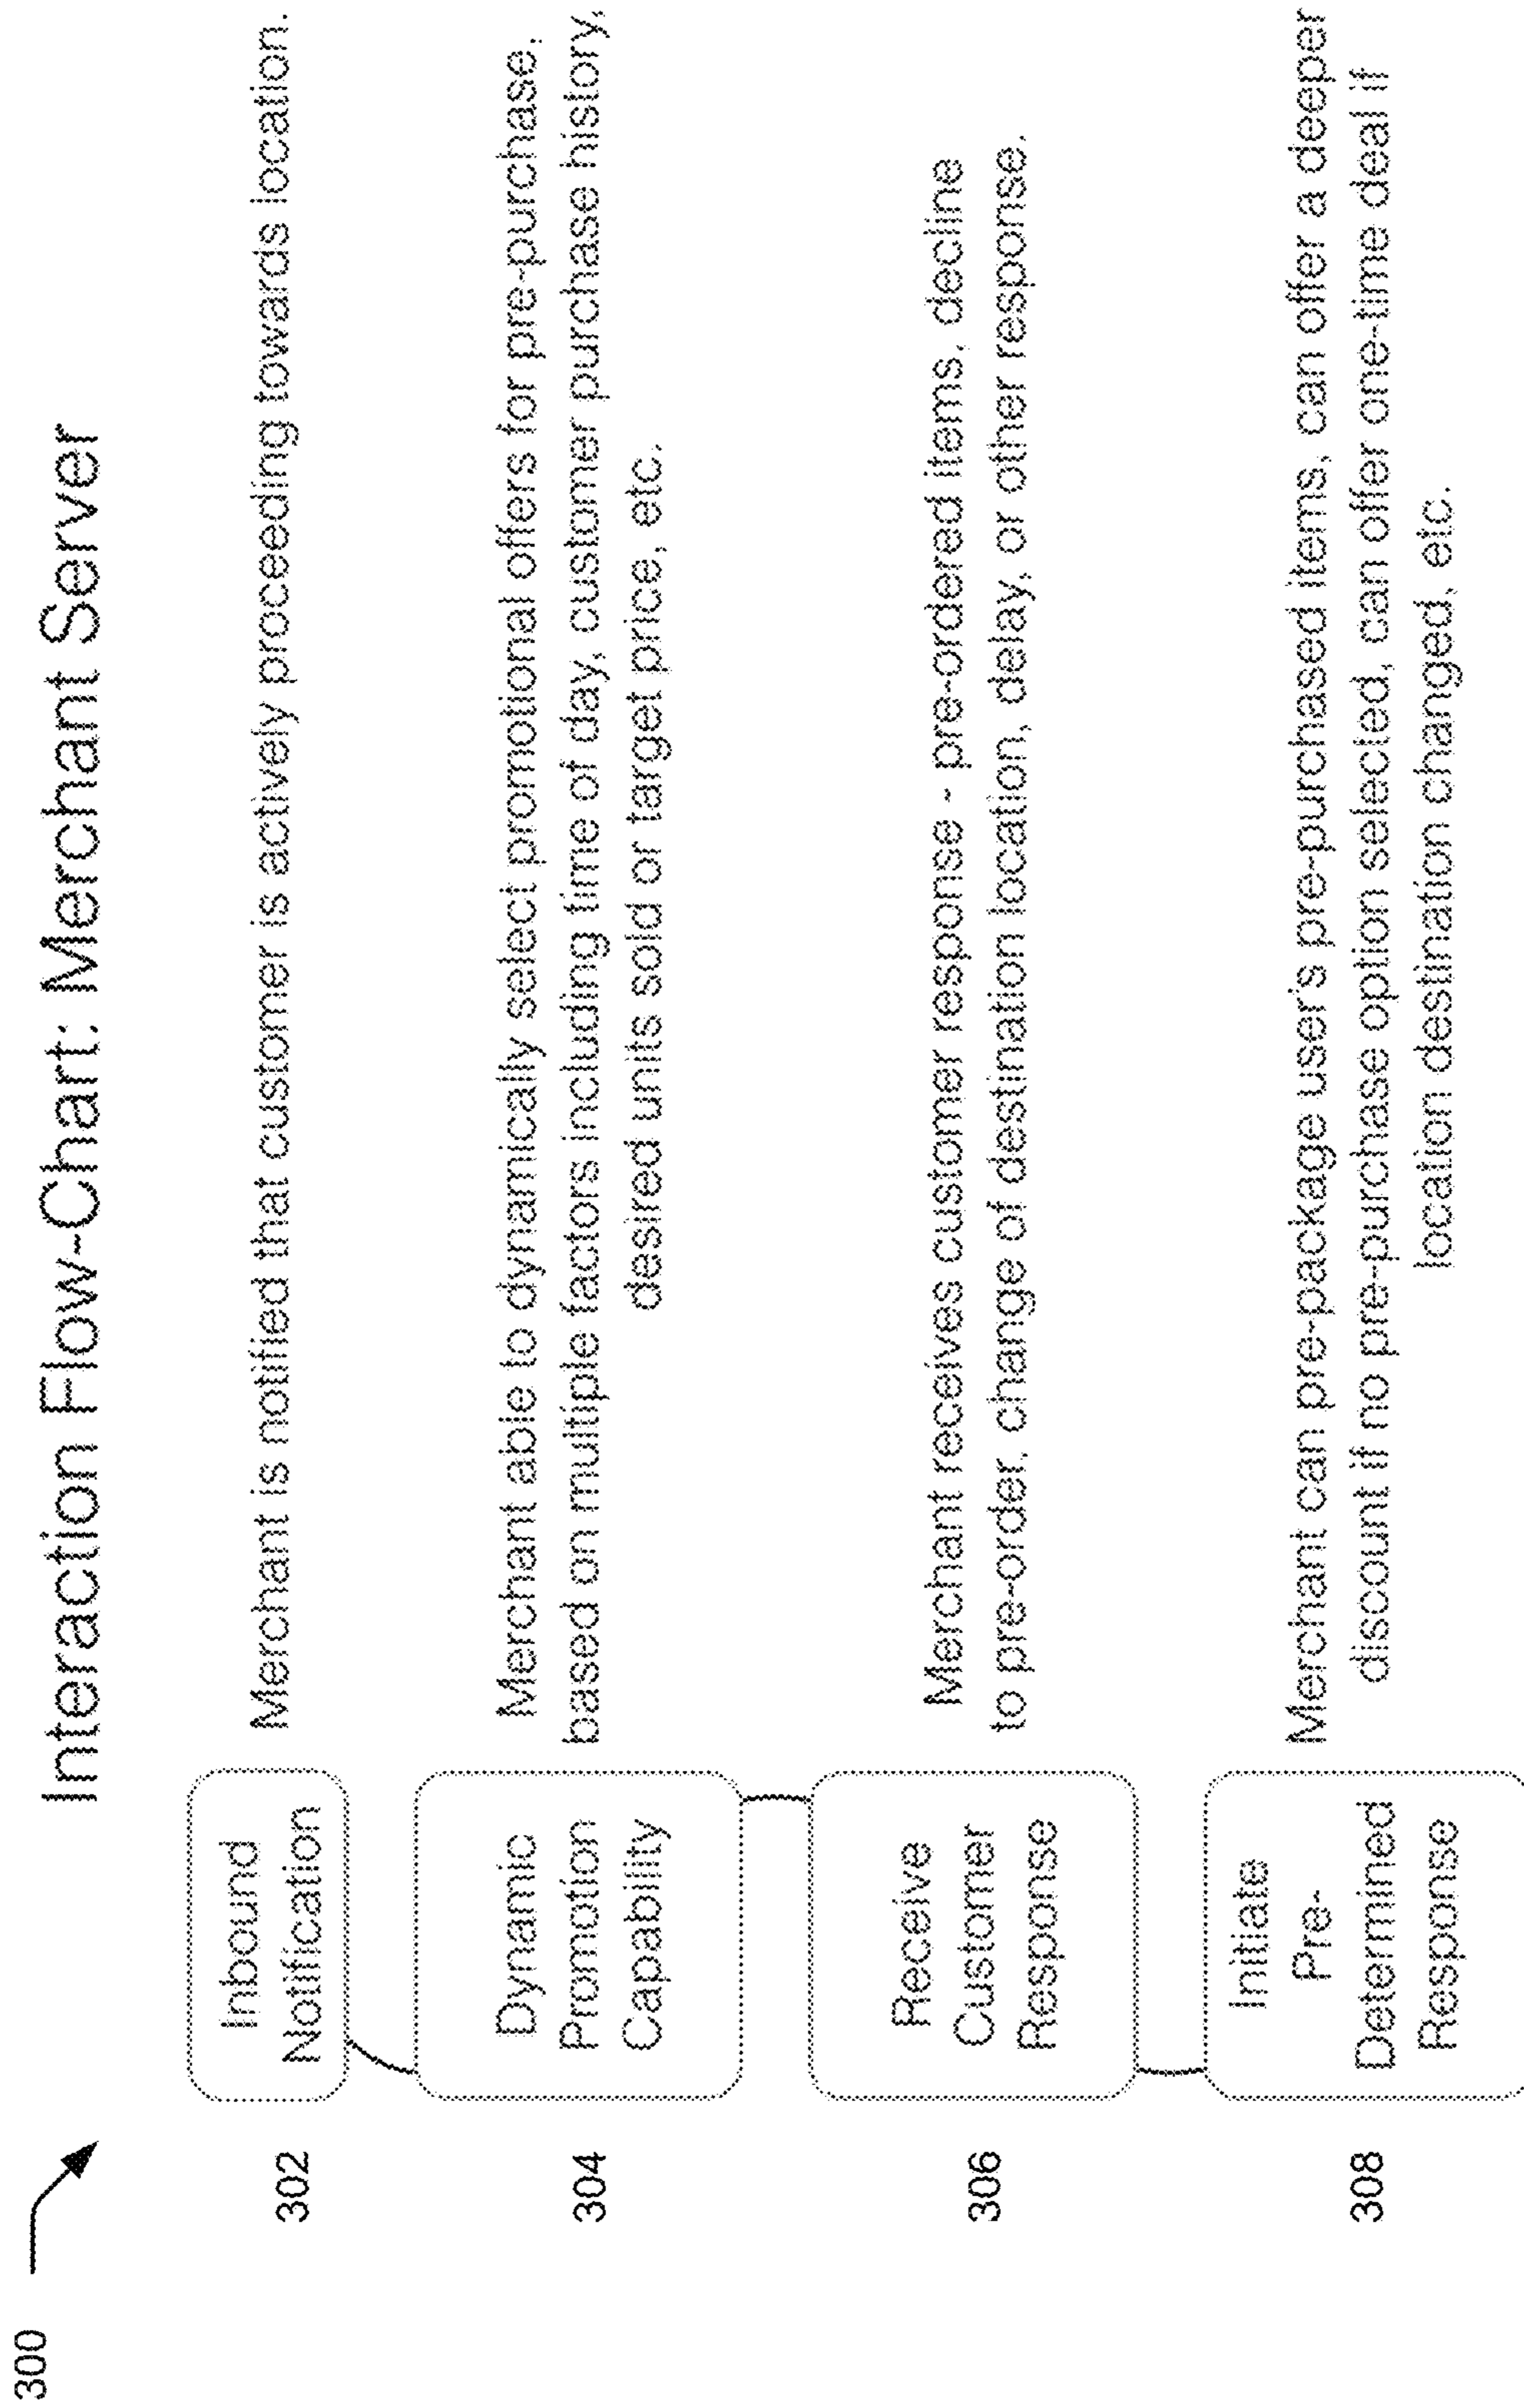 300
Interaction Flow-Chart: Merchant Server
302
Inbound
Notification
Merchant is notified that customer is actively proceeding towards location.
304
Dynamic
Promotion
Capability
Merchant able to dynamically select promotional offers for pre-purchase,
based on multiple factors including time of day, customer purchase history,
desired units sold or target price, etc.
306
Receive
Customer
Response
Merchant receives customer response - pre-ordered items, decline
to pre-order, change of destination location, delay, or other response.
308
Initiate
Pre-
Determined
Response
Merchant can pre-package user's pre-purchased items, can offer a deeper
discount if no pre-purchase option selected, can offer one-time deal if
location destination changed, etc.